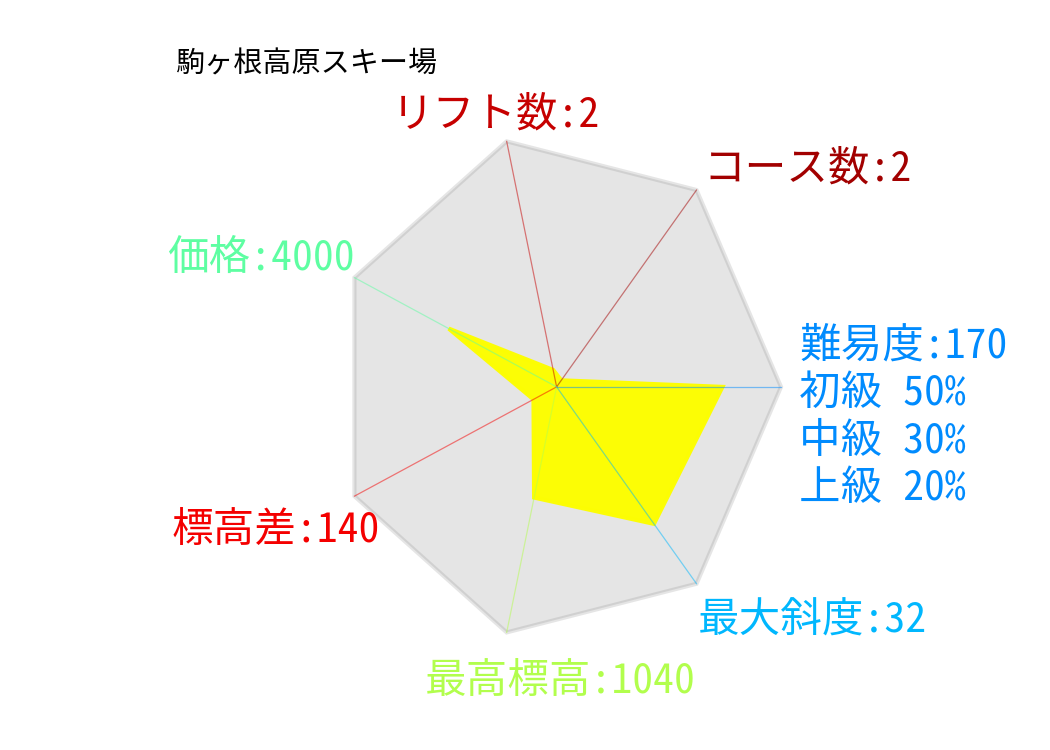 駒ヶ根高原スキー場
リフト数:2
コース数:2
価格:4000
難易度:170
初級 50%
中級 30%
上級 20%
標高差:140
最大斜度:32
最高標高:1040